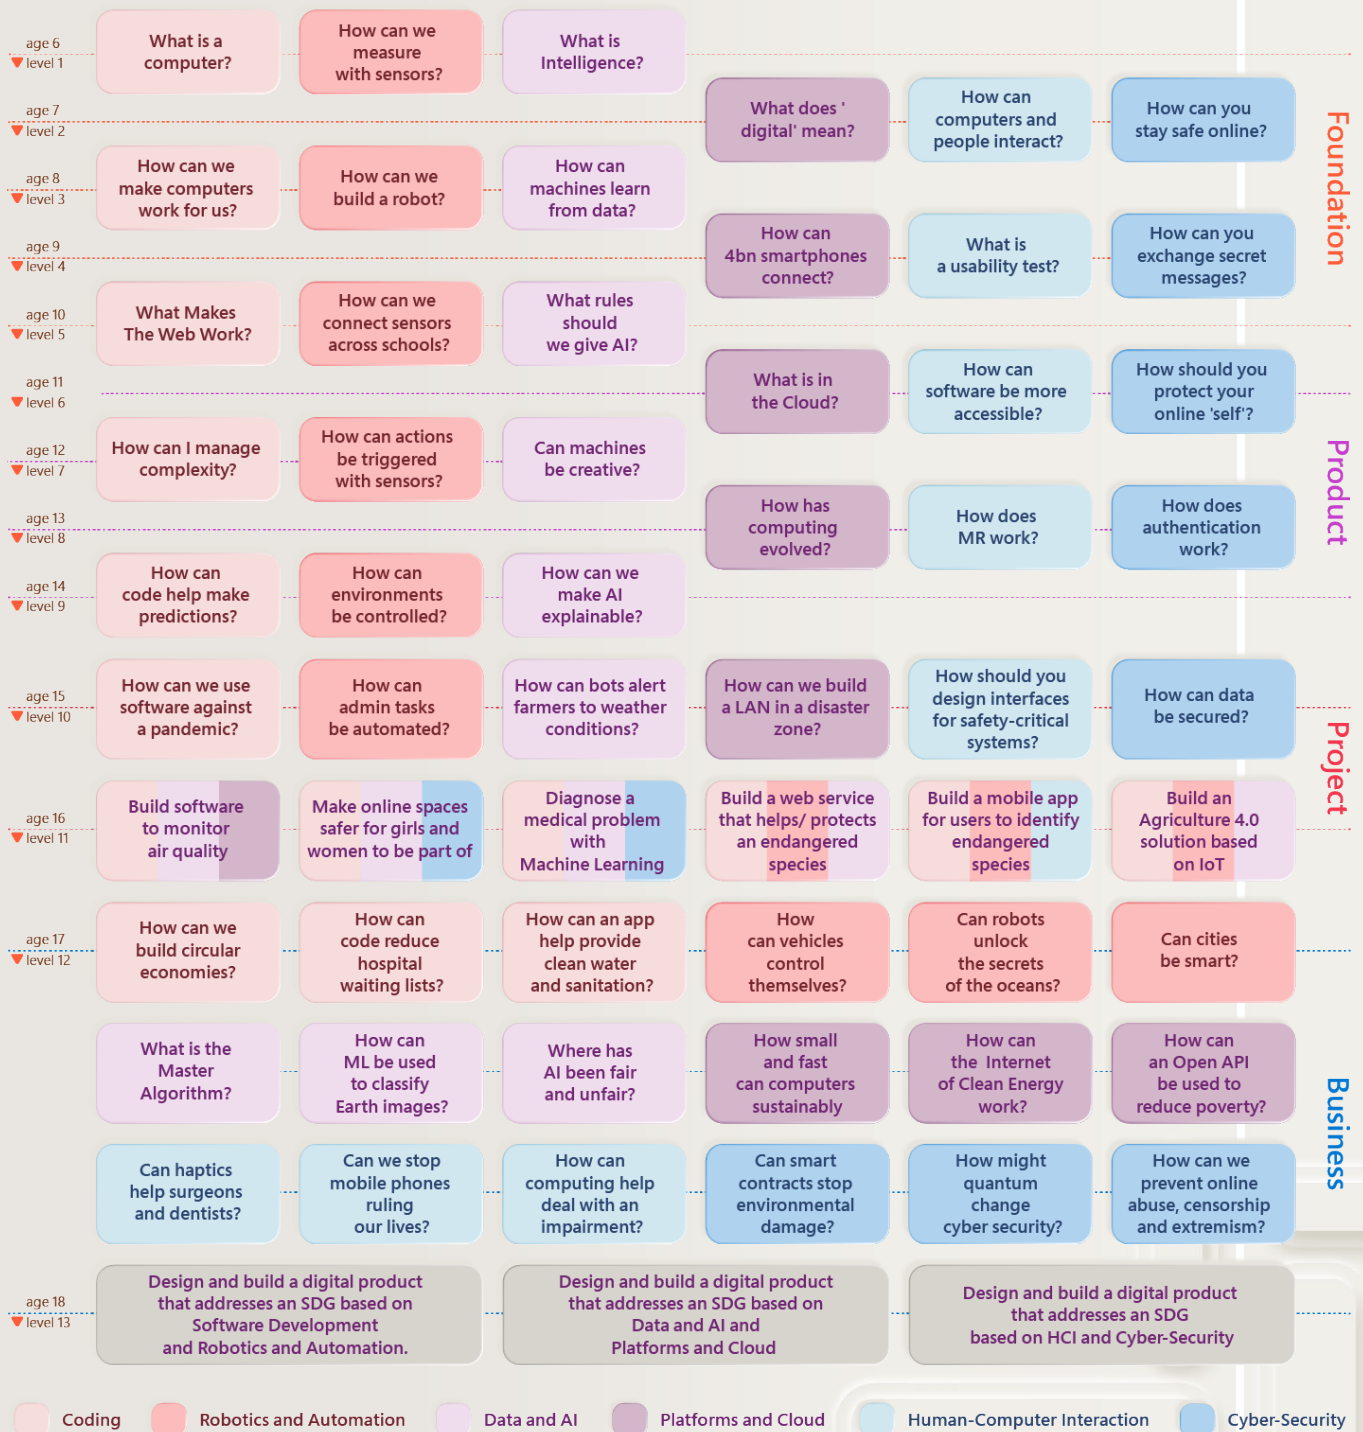 age 6
level 1
What is a
computer?
How can we
measure
with sensors?
What is
Intelligence?
age 7
level 2
What does '
digital' mean?
How can
computers and
people interact?
How can you
stay safe online?
Foundation
age 8
level 3
How can we
make computers
work for us?
How can we
build a robot?
How can
machines learn
from data?
age 9
level 4
How can
4bn smartphones
connect?
What is
a usability test?
How can you
exchange secret
messages?
age 10
level 5
What Makes
The Web Work?
How can we
connect sensors
across schools?
What rules
should
we give AI?
age 11
level 6
What is in
the Cloud?
How can
software be more
accessible?
How should you
protect your
online 'self'?
Product
age 12
level 7
How can I manage
complexity?
How can actions
be triggered
with sensors?
Can machines
be creative?
age 13
level 8
How has
computing
evolved?
How does
MR work?
How does
authentication
work?
age 14
level 9
How can
code help make
predictions?
How can
environments
be controlled?
How can we
make AI
explainable?
age 15
level 10
How can we use
software against
a pandemic?
How can
admin tasks
be automated?
How can bots alert
farmers to weather
conditions?
How can we build
a LAN in a disaster
zone?
How should you
design interfaces
for safety-critical
systems?
How can data
be secured?
Project
age 16
level 11
Build software
to monitor
air quality
Make online spaces
safer for girls and
women to be part of
Diagnose a
medical problem
with
Machine Learning
Build a web service
that helps/ protects
an endangered
species
Build a mobile app
for users to identify
endangered
species
Build an
Agriculture 4.0
solution based
on IoT
age 17
level 12
How can we
build circular
economies?
How can
code reduce
hospital
waiting lists?
How can an app
help provide
clean water
and sanitation?
How
can vehicles
control
themselves?
Can robots
unlock
the secrets
of the oceans?
Can cities
be smart?
What is the
Master
Algorithm?
How can
ML be used
to classify
Earth images?
Where has
AI been fair
and unfair?
How small
and fast
can computers
sustainably
How can
the Internet
of Clean Energy
work?
How can
an Open API
be used to
reduce poverty?
Business
Can haptics
help surgeons
and dentists?
Can we stop
mobile phones
ruling
our lives?
How can
computing help
deal with an
impairment?
Can smart
contracts stop
environmental
damage?
How might
quantum
change
cyber security?
How can we
prevent online
abuse, censorship
and extremism?
age 18
level 13
Design and build a digital product
that addresses an SDG based on
Software Development
and Robotics and Automation.
Design and build a digital product
that addresses an SDG based on
Data and AI and
Platforms and Cloud
Design and build a digital product
that addresses an SDG
based on HCI and Cyber-Security
Coding
Robotics and Automation
Data and AI
Platforms and Cloud
Human-Computer Interaction
Cyber-Security